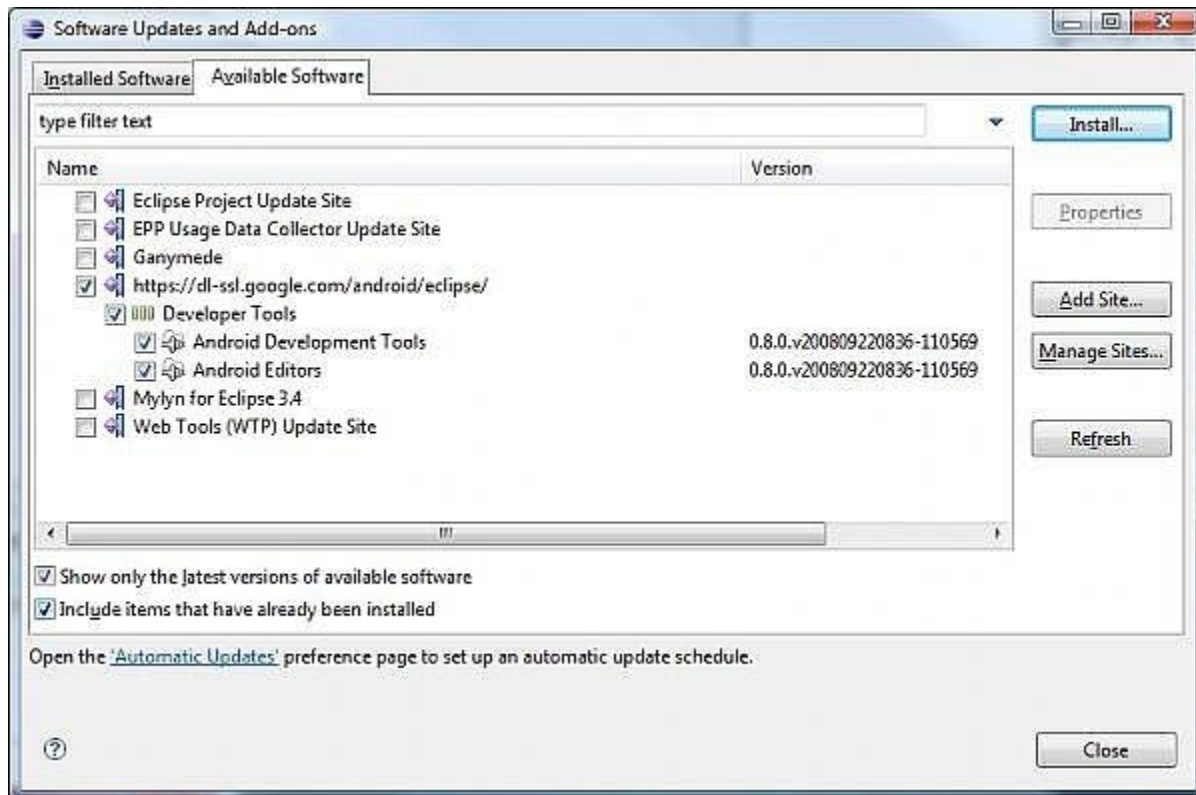 Software Updates and Add-ons
Installed Software
Available Software
type filter text
Install...
Name
Version
Eclipse Project Update Site
Properties
EPP Usage Data Collector Update Site
Ganymede
https://dl-ssl.google.com/android/eclipse/
Developer Tools
Add Site...
Android Development Tools
0.8.0.v200809220836-110569
Manage Sites...
Android Editors
0.8.0.v200809220836-110569
Mylyn for Eclipse 3.4
Web Tools (WTP) Update Site
Refresh
Show only the latest versions of available software
Include items that have already been installed
Open the 'Automatic Updates' preference page to set up an automatic update schedule.
Close